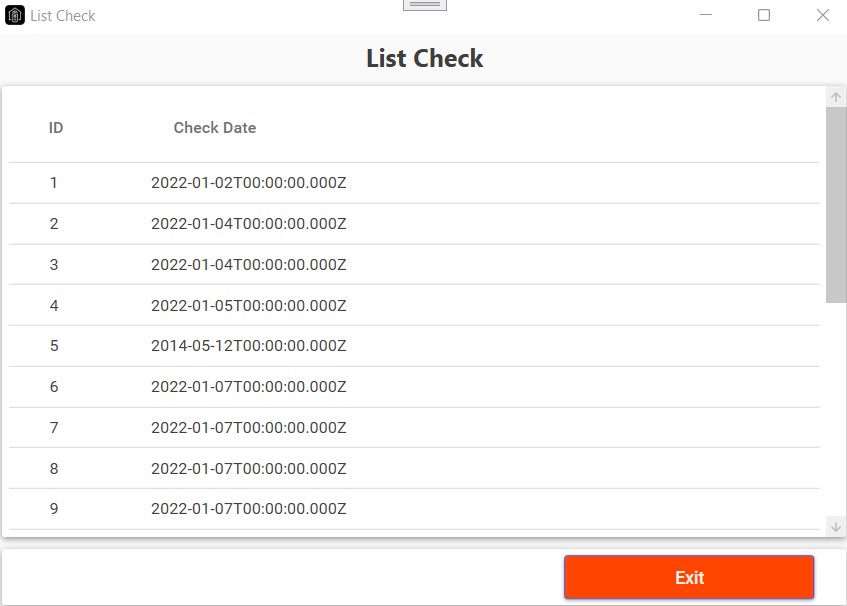 List Check
List Check
ID Check Date
1 2022-01-02T00:00:00.000Z
2 2022-01-04T00:00:00.000Z
3 2022-01-04T00:00:00.000Z
4 2022-01-05T00:00:00.000Z
5 2014-05-12T00:00:00.000Z
6 2022-01-07T00:00:00.000Z
7 2022-01-07T00:00:00.000Z
8 2022-01-07T00:00:00.000Z
9 2022-01-07T00:00:00.000Z
Exit